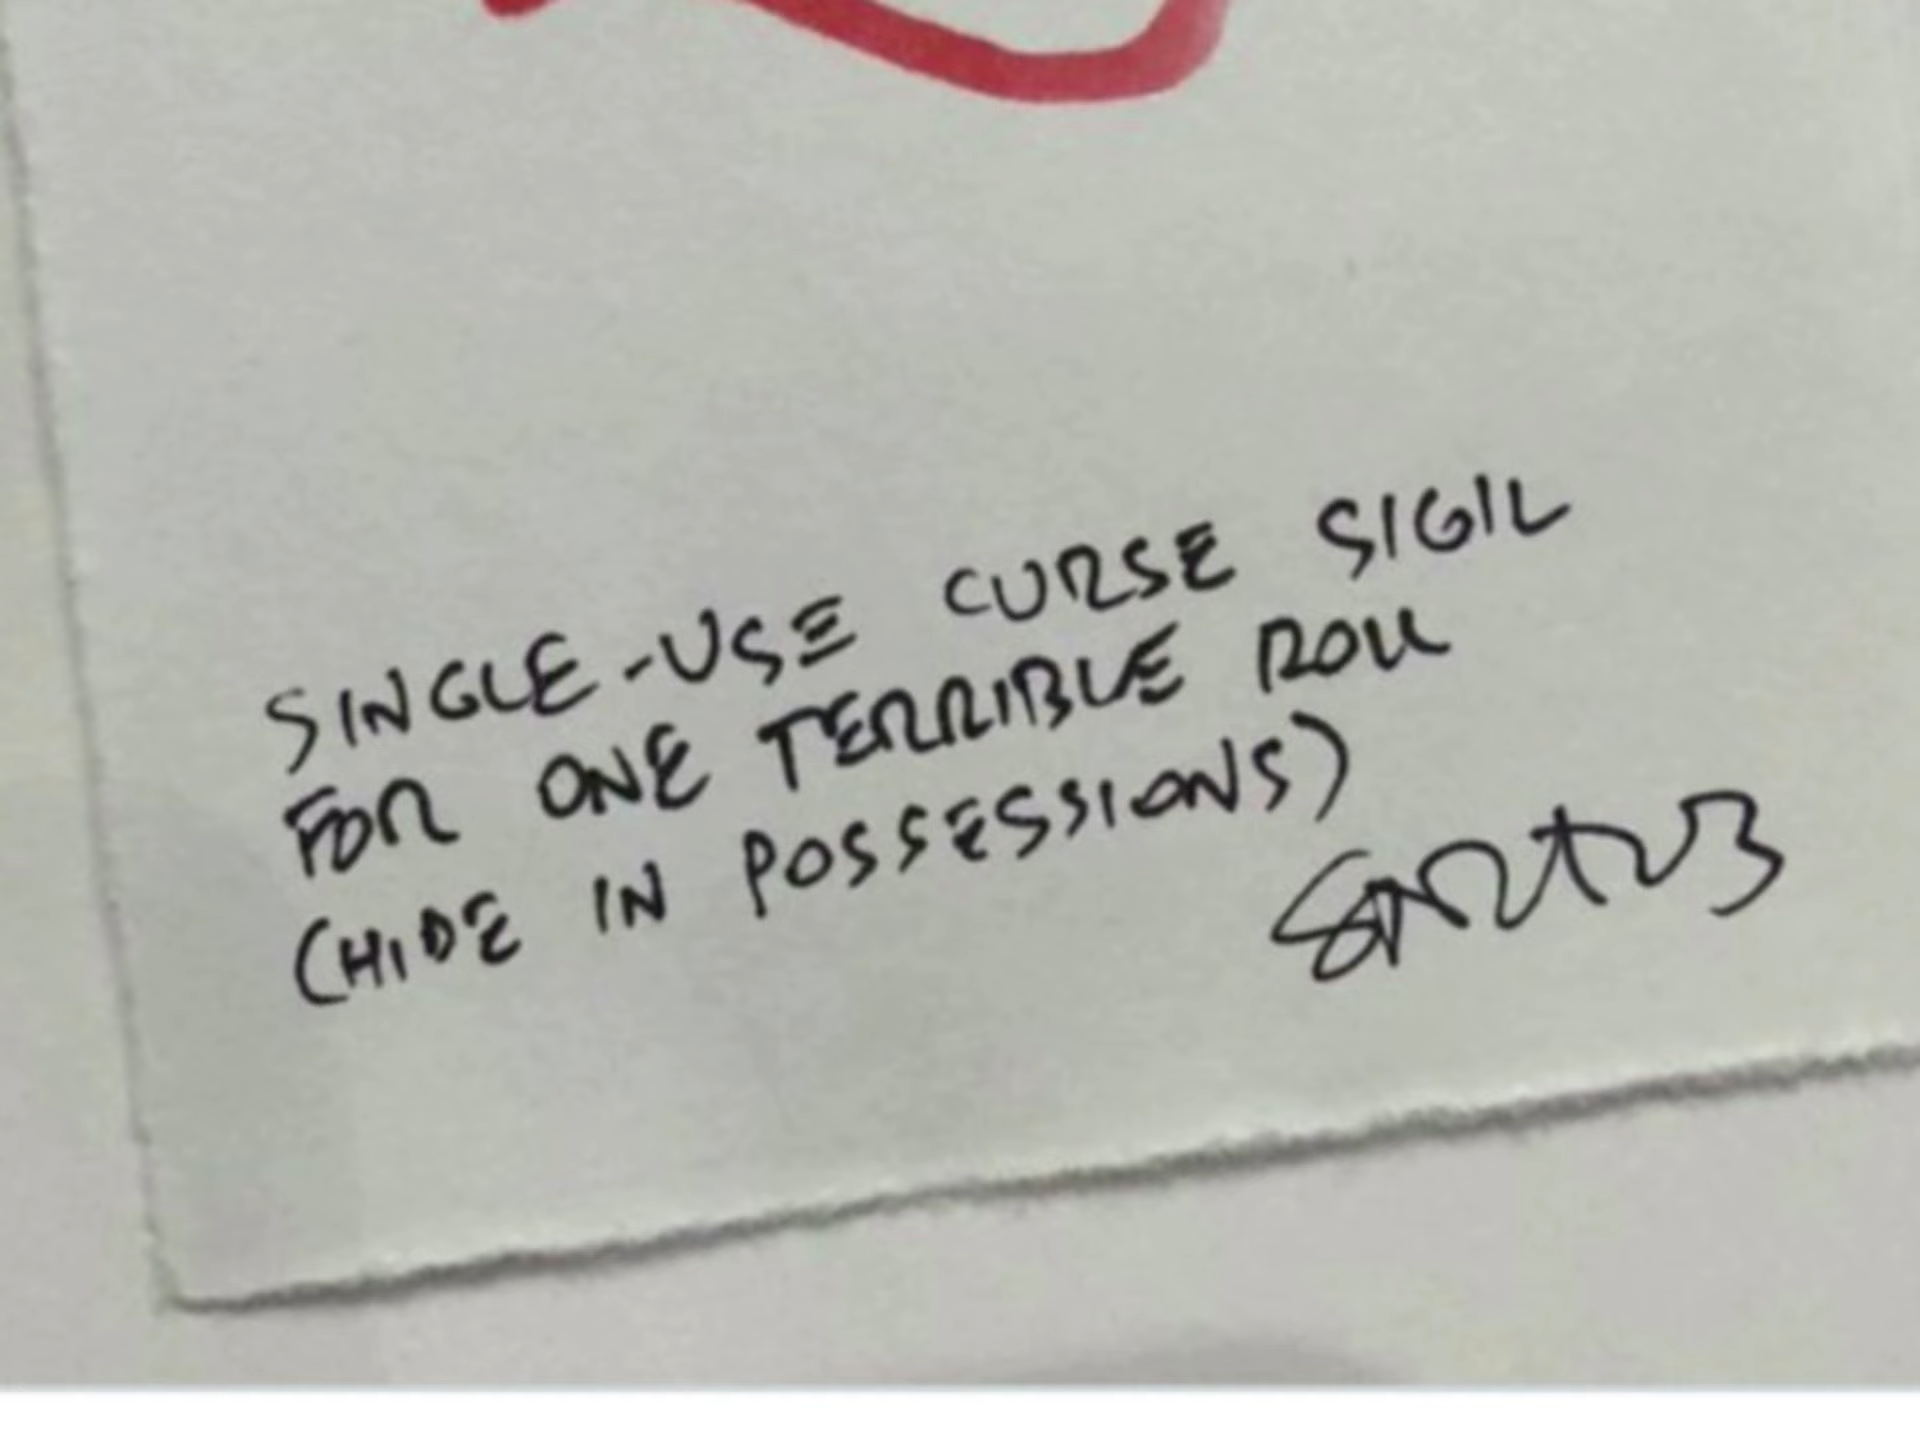 SINGLE-USE CURSE SIGIL
FOR ONE TERRIBLE ROLL
(HIDE IN POSSESSIONS)